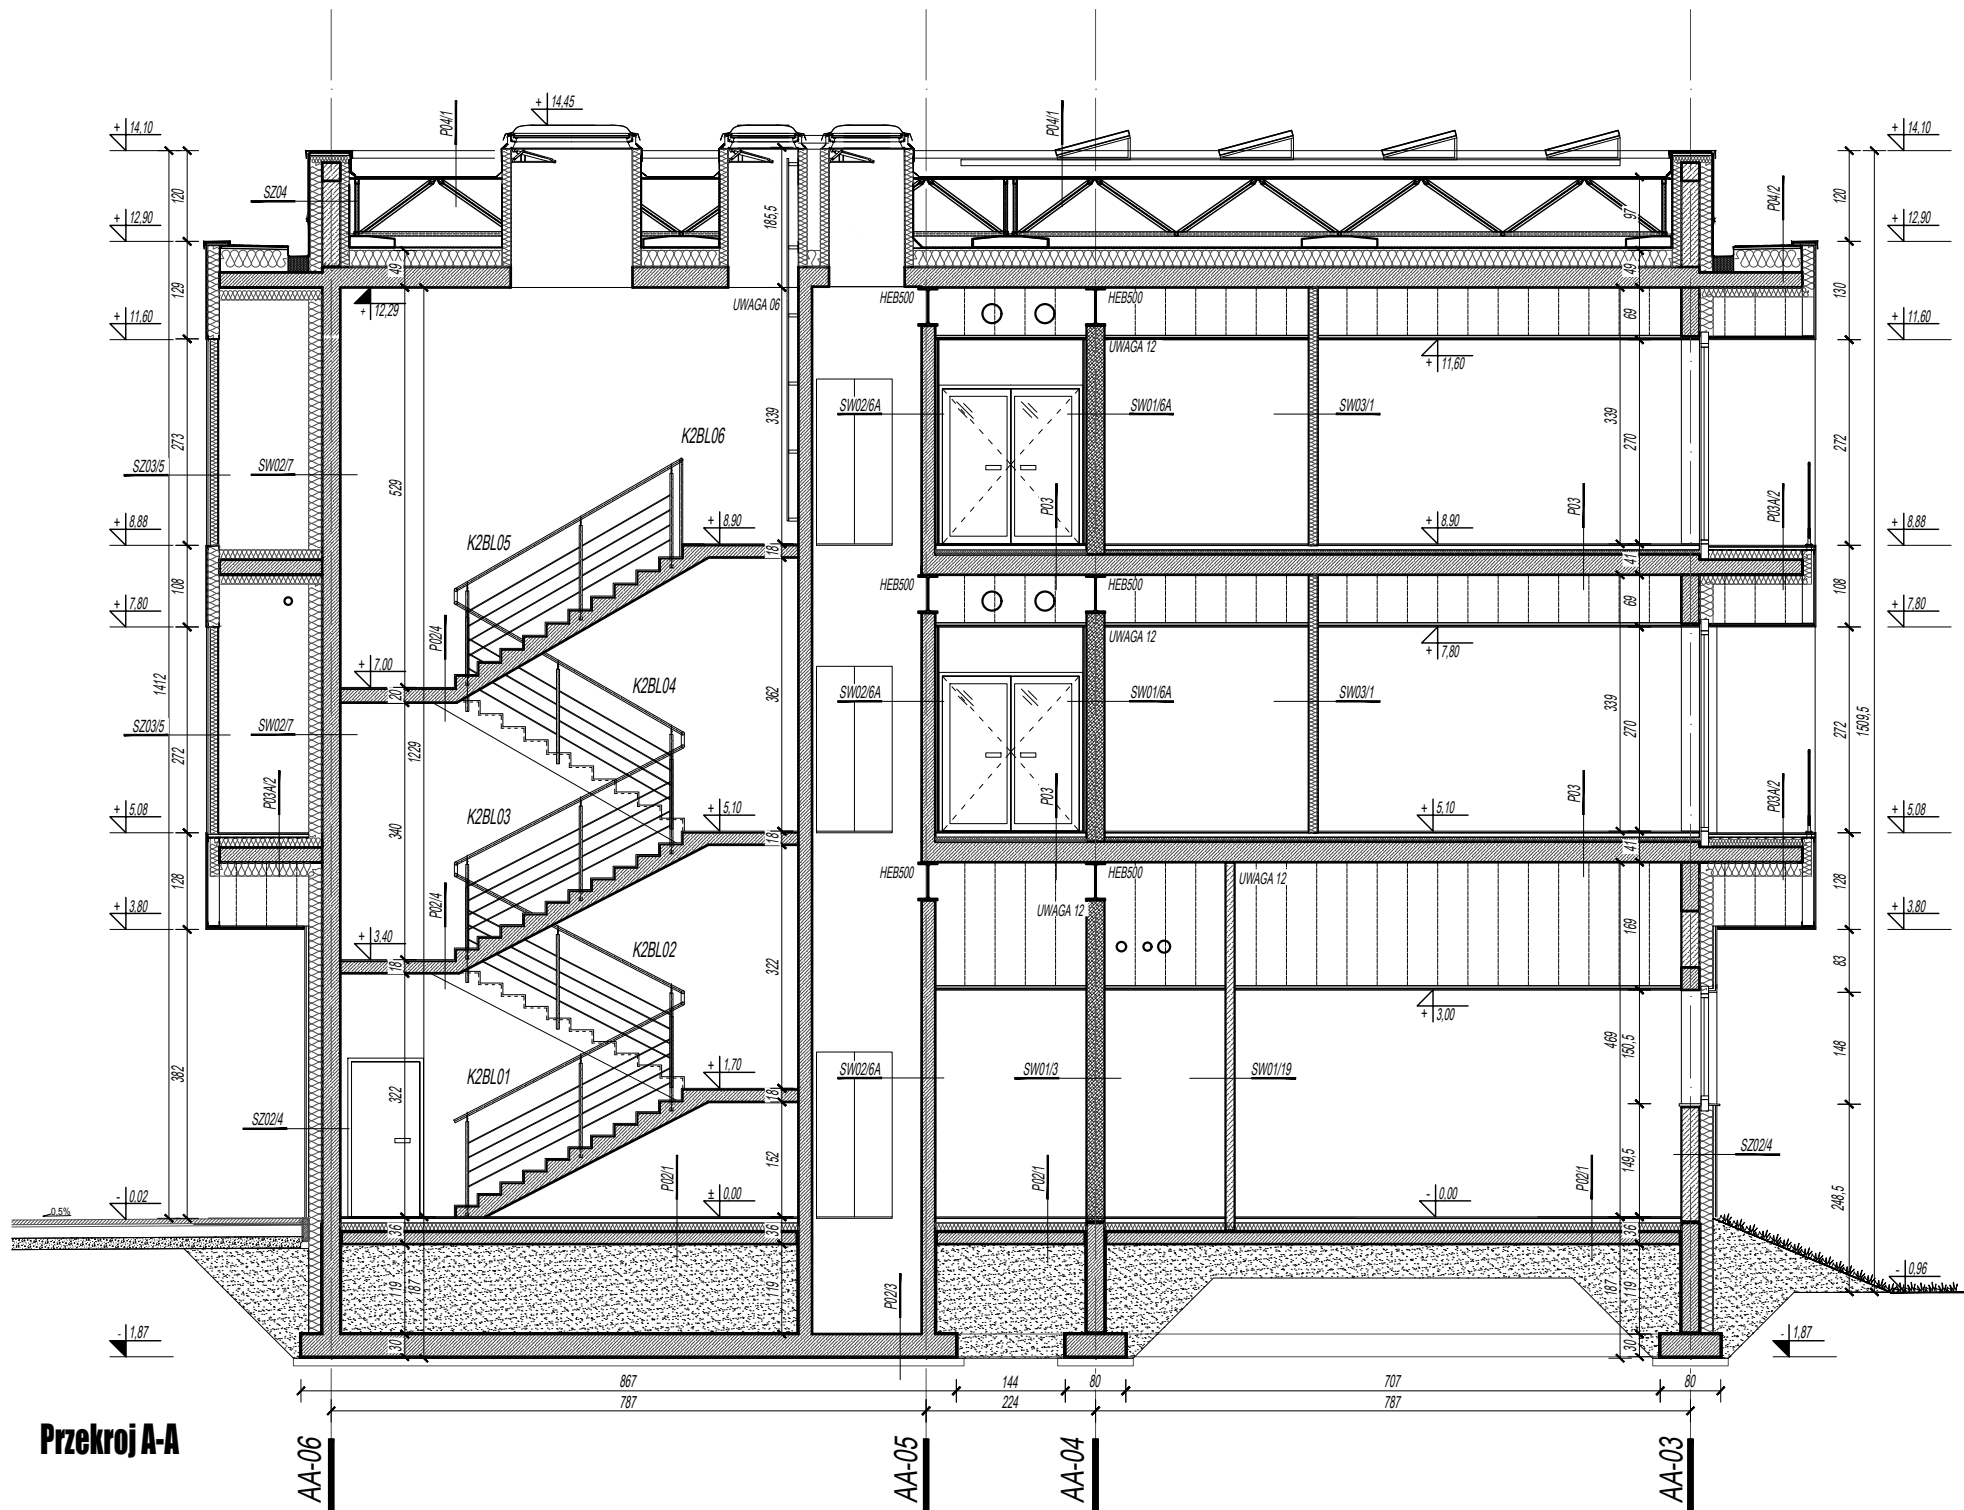 + 14,45
+ 14,10
P04/1
P04/1
+ 14,10
120
SZ04
185,5
97
P04/2
120
+ 12,90
+ 12,90
129
49
49
130
+ 12,29
UWAGA 06
HEB500
HEB500
69
+ 11,60
+ 11,60
UWAGA 12
+ 11,60
273
SZ03/5
SW02/7
529
K2BL06
339
SW02/6A
SW01/6A
SW03/1
339
270
272
K2BL05
P03
P03
P03A/2
+ 8,88
+ 8,90
+ 8,90
+ 8,88
18
41
108
HEB500
HEB500
69
108
+ 7,80
P02/4
UWAGA 12
+ 7,80
+ 7,80
1412
+ 7,00
20
K2BL04
362
SW02/6A
SW01/6A
SW03/1
339
270
272
1509,5
SZ03/5
SW02/7
272
1229
P03A/2
P03
P03
P03A/2
+ 5,08
K2BL03
+ 5,10
+ 5,10
+ 5,08
340
18
41
128
P02/4
HEB500
HEB500
UWAGA 12
UWAGA 12
128
+ 3,80
+ 3,80
+ 3,40
18
K2BL02
322
169
83
+ 3,00
382
322
K2BL01
+ 1,70
18
SW02/6A
SW01/3
SW01/19
469
150,5
148
SZ02/4
152
P02/1
P02/1
P02/1
149,5
SZ02/4
248,5
- 0,02
0,5%
± 0,00
- 0,00
36
36
36
- 0,96
119
187
119
P02/3
187
119
- 1,87
30
30
- 1,87
867
144
80
707
80
787
224
787
Przekroj A-A
AA-06
AA-05
AA-04
AA-03